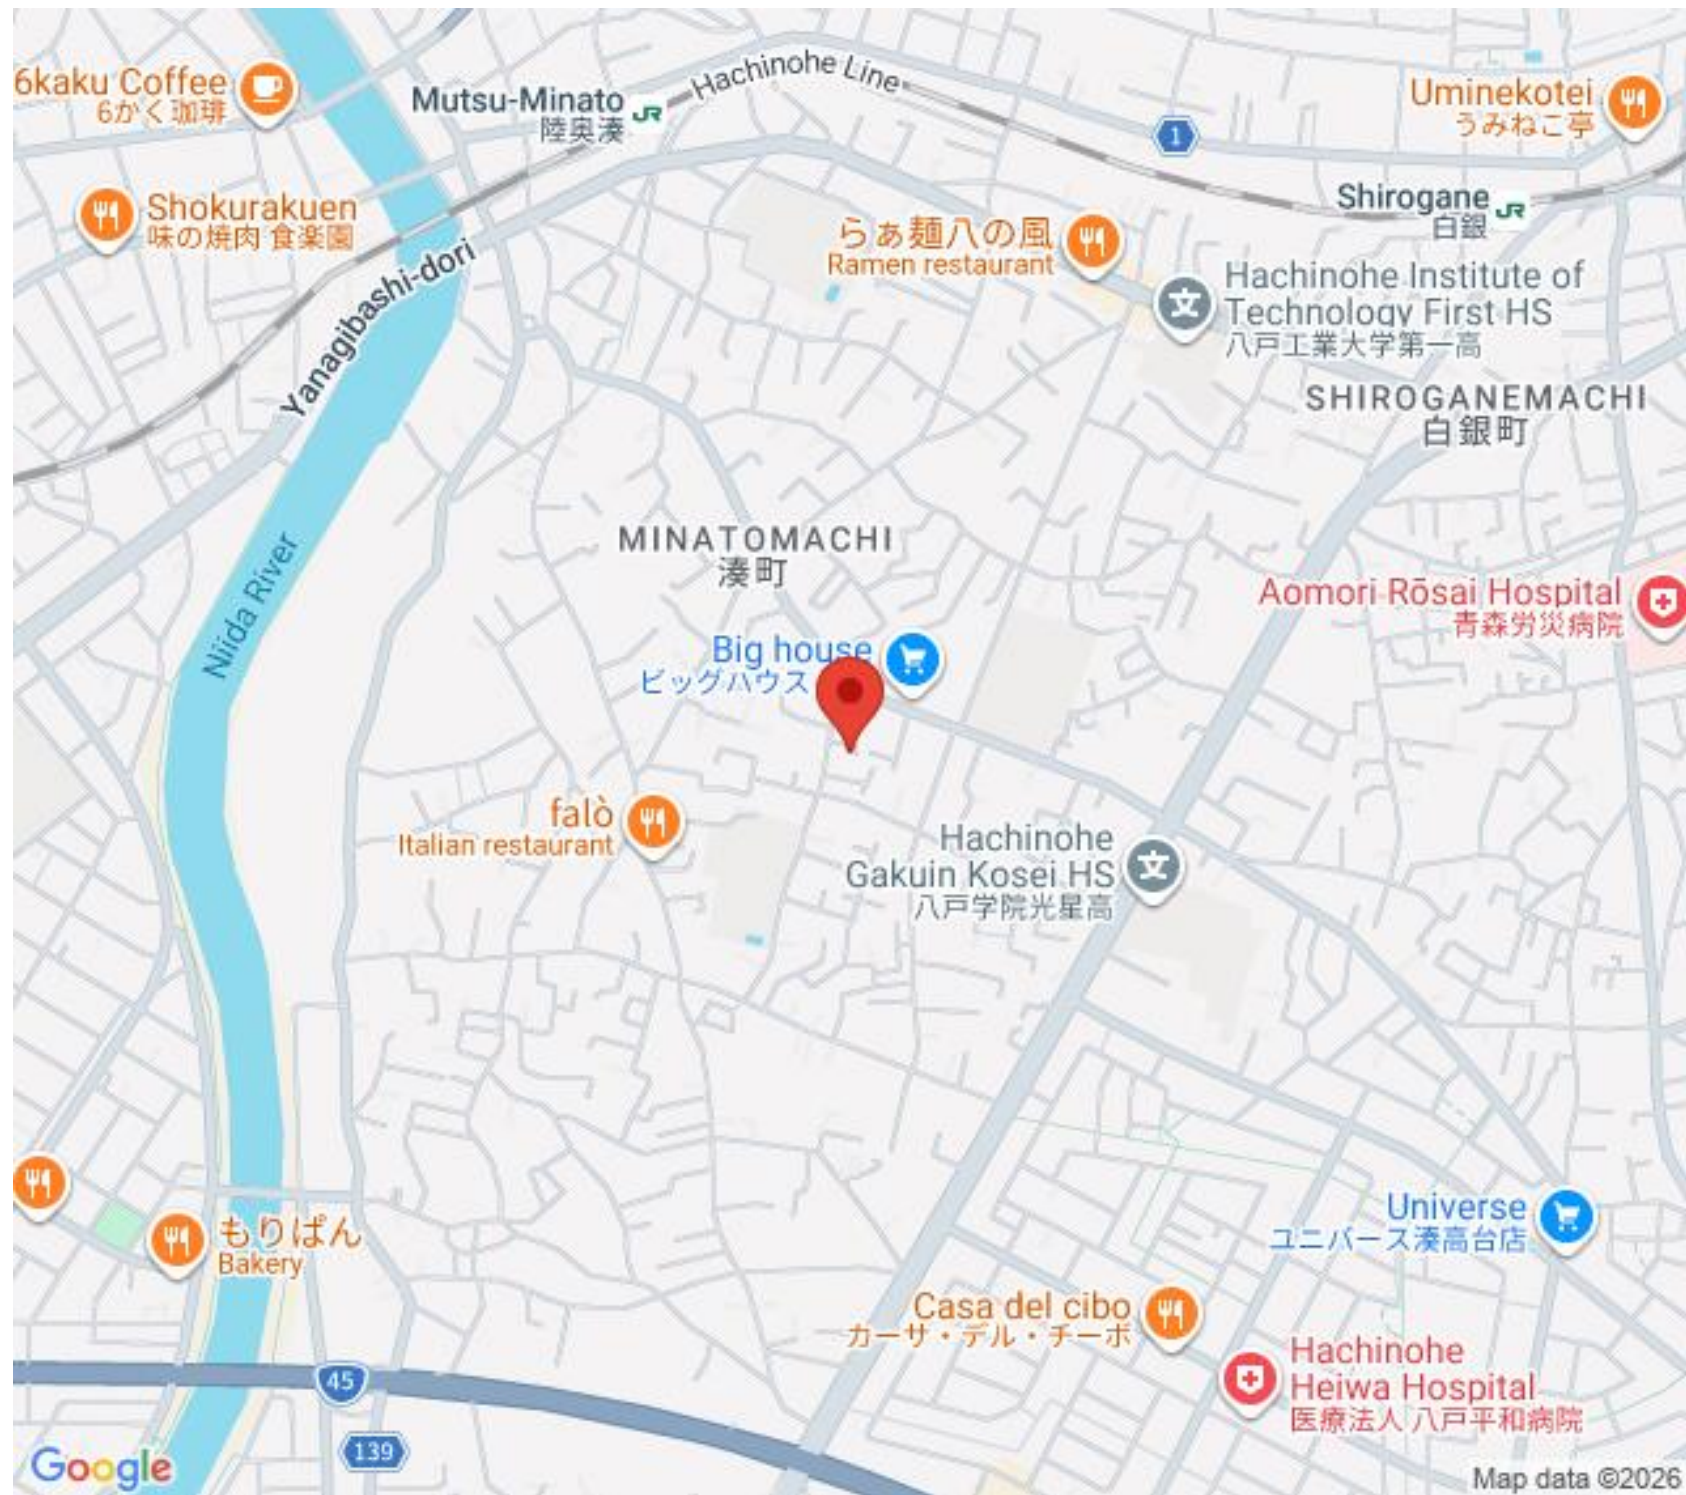 6kaku Coffee
6かく珈琲
Mutsu-Minato
陸奥湊
JR
Hachinohe Line
1
Uminekotei
うみねこ亭
Shokurakuen
味の焼肉 食楽園
Yanagibashi-dori
Shirogane
白銀
JR
らぁ麺八の風
Ramen restaurant
文
Hachinohe Institute of
Technology First HS
八戸工業大学第一高
SHIROGANEMACHI
白銀町
MINATOMACHI
湊町
Niida River
Aomori Rōsai Hospital
青森労災病院
Big house
ビッグハウス
falò
Italian restaurant
Hachinohe
Gakuin Kosei HS
八戸学院光星高
文
もりぱん
Bakery
Universe
ユニバース湊高台店
Casa del cibo
カーサ・デル・チーボ
Hachinohe
Heiwa Hospital
医療法人 八戸平和病院
45
139
Google
Map data ©2026